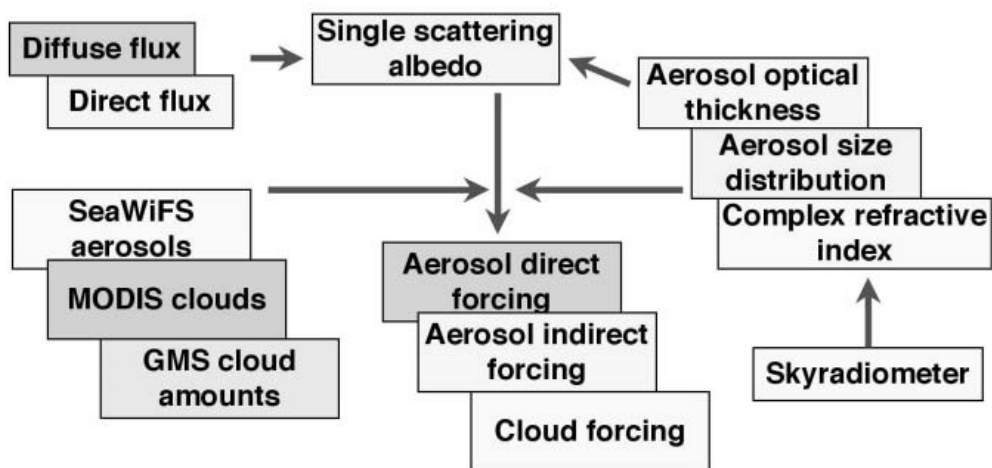 Diffuse flux
Direct flux
Single scattering
albedo
Aerosol optical
thickness
Aerosol size
distribution
Complex refractive
index
SeaWiFS
aerosols
MODIS clouds
GMS cloud
amounts
Aerosol direct
forcing
Aerosol indirect
forcing
Cloud forcing
Skyradiometer